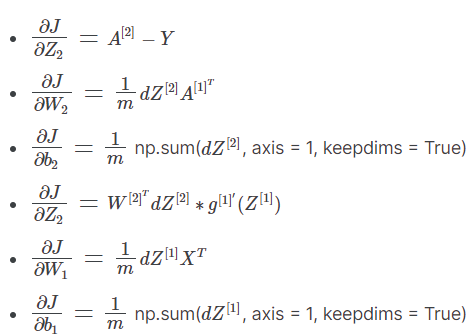 • ∂J/∂Z₂ = A^[2] − Y
• ∂J/∂W₂ = 1/m dZ^[2] A^[1]^T
• ∂J/∂b₂ = 1/m np.sum(dZ^[2], axis = 1, keepdims = True)
• ∂J/∂Z₂ = W^[2]^T dZ^[2] * g^[1]′(Z^[1])
• ∂J/∂W₁ = 1/m dZ^[1] X^T
• ∂J/∂b₁ = 1/m np.sum(dZ^[1], axis = 1, keepdims = True)